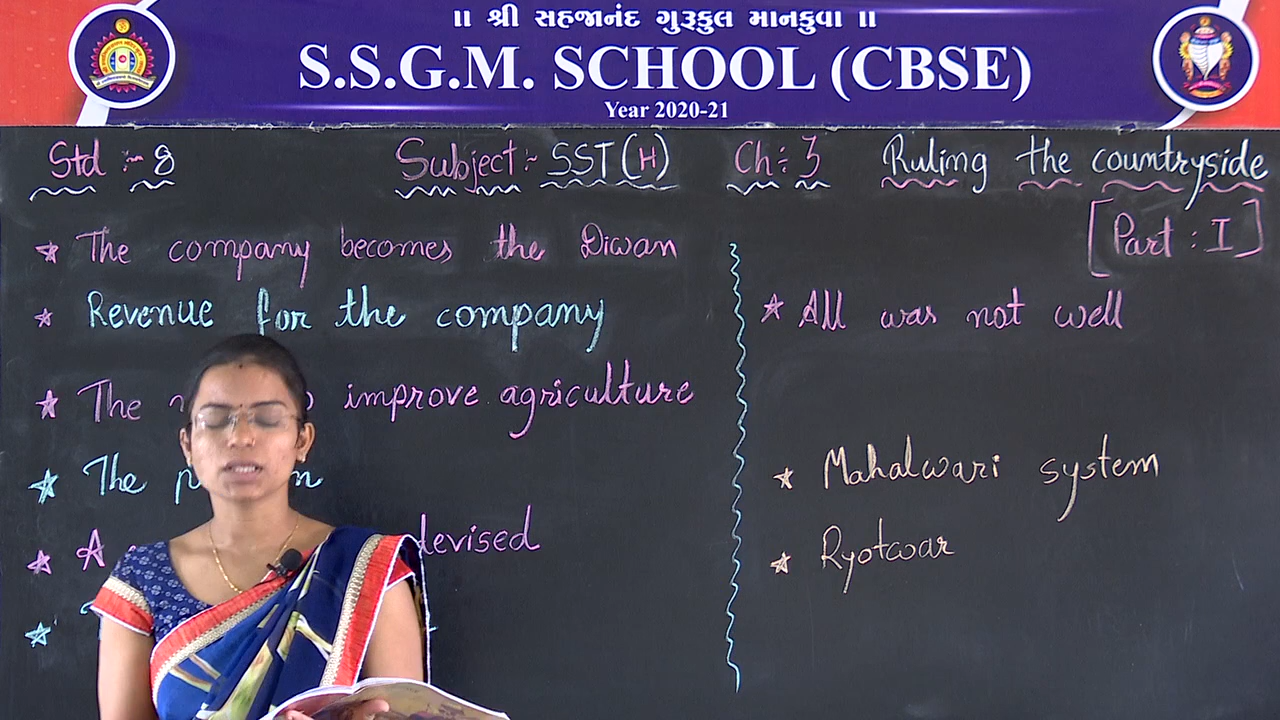 ॥ શ્રી સહજાનંદ ગુરુકુલ માનકુવા ॥
S.S.G.M. SCHOOL (CBSE)
Year 2020-21
Std :- 8 Subject :- SST (H) Ch : 3 Ruling the countryside
[Part : I]
★ The company becomes the Diwan
★ Revenue for the company
★ The improve agriculture
★ The
★ A devised
★ All was not well
★ Mahalwari system
★ Ryotwar